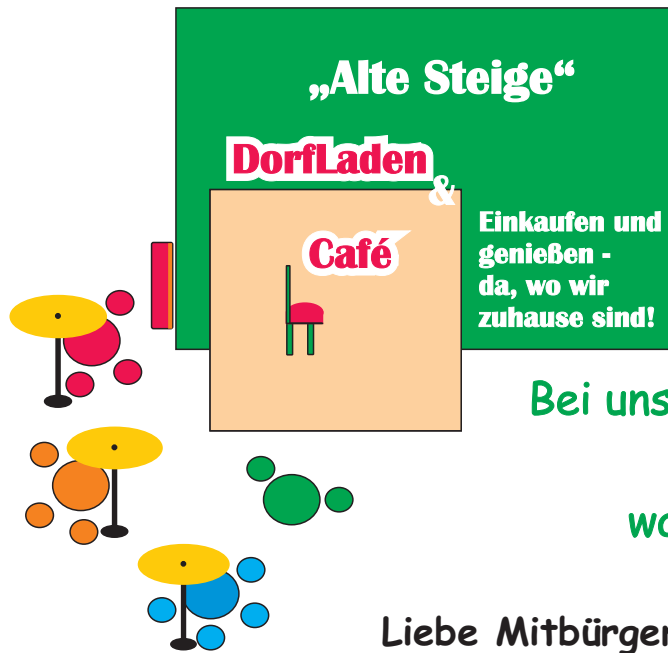 „Alte Steige“
DorfLaden
&
Café
Einkaufen und
genießen -
da, wo wir
zuhause sind!
Bei uns
Liebe Mitbürger